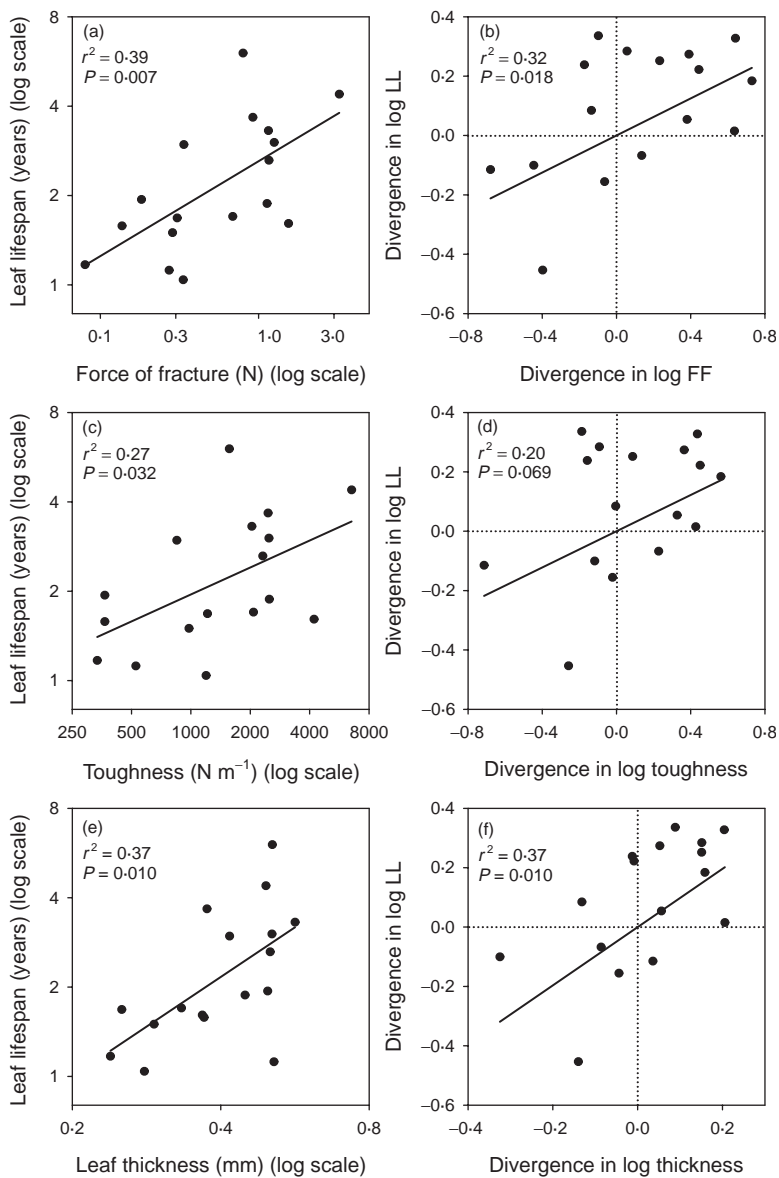 (a)
r² = 0·39
P = 0·007
8
4
2
1
Leaf lifespan (years) (log scale)
0·1 0·3 1·0 3·0
Force of fracture (N) (log scale)
(b)
r² = 0·32
P = 0·018
0·4
0·2
0·0
−0·2
−0·4
−0·6
Divergence in log LL
−0·8 −0·4 0·0 0·4 0·8
Divergence in log FF
(c)
r² = 0·27
P = 0·032
8
4
2
1
Leaf lifespan (years) (log scale)
250 500 1000 2000 4000 8000
Toughness (N m⁻¹) (log scale)
(d)
r² = 0·20
P = 0·069
0·4
0·2
0·0
−0·2
−0·4
−0·6
Divergence in log LL
−0·8 −0·4 0·0 0·4 0·8
Divergence in log toughness
(e)
r² = 0·37
P = 0·010
8
4
2
1
Leaf lifespan (years) (log scale)
0·2 0·4 0·8
Leaf thickness (mm) (log scale)
(f)
r² = 0·37
P = 0·010
0·4
0·2
0·0
−0·2
−0·4
−0·6
Divergence in log LL
−0·4 −0·2 0·0 0·2 0·4
Divergence in log thickness